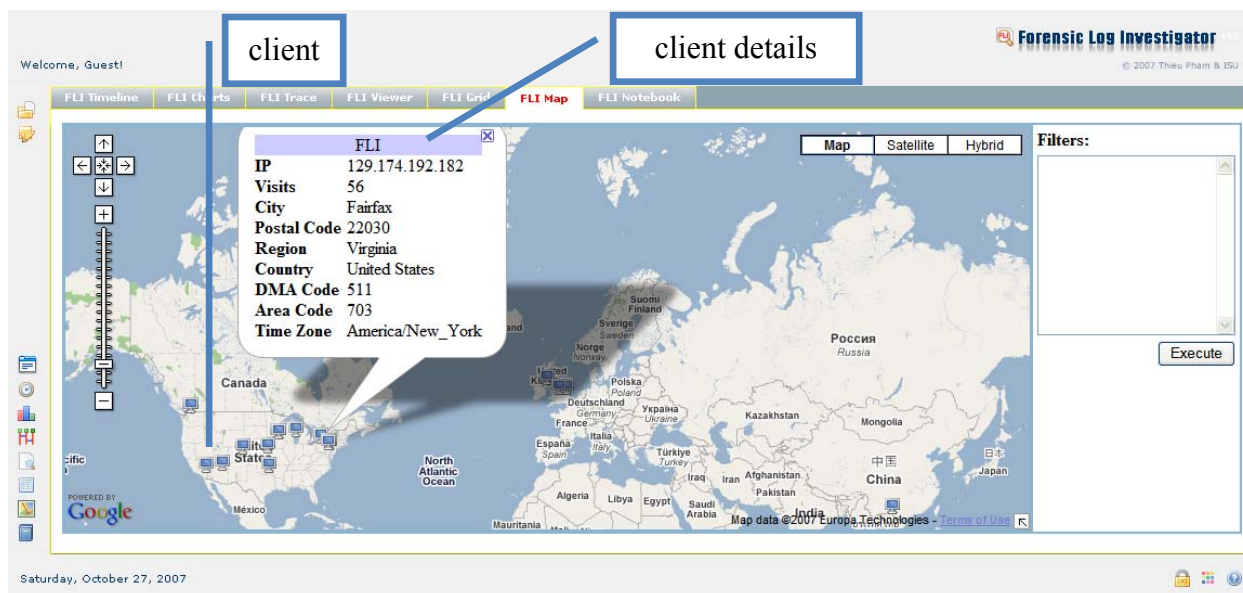 client
client details
Forensic Log Investigator
Welcome, Guest!
© 2007 Thieu Pham & ISU
FLI Timeline FLI Charts FLI Trace FLI Viewer FLI Grid FLI Map FLI Notebook
FLI
IP 129.174.192.182
Visits 56
City Fairfax
Postal Code 22030
Region Virginia
Country United States
DMA Code 511
Area Code 703
Time Zone America/New_York
Map Satellite Hybrid
Filters:
Execute
Suomi
Finland
Sverige
Sweden
Norge
Norway
Россия
Russia
Canada
Polska
Poland
Deutschland
Germany
Україна
Ukraine
France
Kazakhstan
Mongolia
Italia
Italy
España
Spain
Türkiye
Turkey
North
Atlantic
Ocean
Iraq
Iran
Afghanistan
Pakistan
中国
China
日本
Japan
Algeria
Libya
Egypt
Saudi
Arabia
India
México
Mauritania
POWERED BY
Google
Map data ©2007 Europa Technologies - Terms of Use
Saturday, October 27, 2007